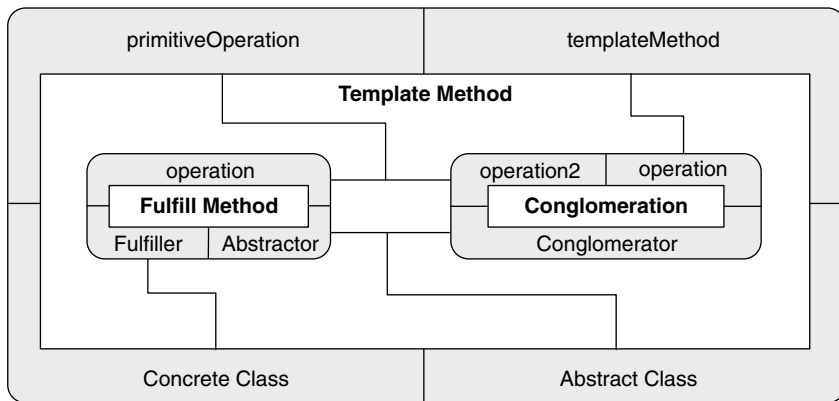 primitiveOperation
templateMethod
Template Method
operation
operation2
operation
Fulfill Method
Conglomeration
Fulfiller
Abstractor
Conglomerator
Concrete Class
Abstract Class